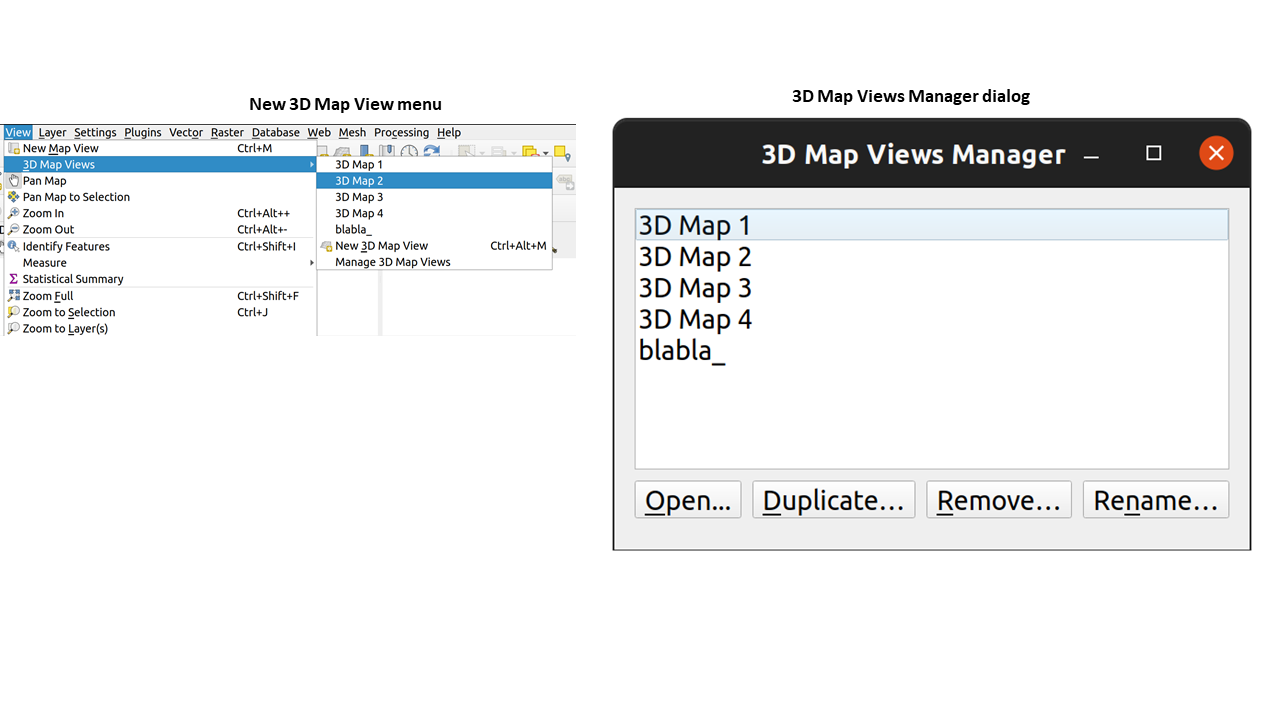 New 3D Map View menu
View Layer Settings Plugins Vector Raster Database Web Mesh Processing Help
New Map View Ctrl+M
3D Map Views
Pan Map
Pan Map to Selection
Zoom In Ctrl+Alt++
Zoom Out Ctrl+Alt+-
Identify Features Ctrl+Shift+I
Measure
Statistical Summary
Zoom Full Ctrl+Shift+F
Zoom to Selection Ctrl+J
Zoom to Layer(s)
3D Map 1
3D Map 2
3D Map 3
3D Map 4
blabla_
New 3D Map View Ctrl+Alt+M
Manage 3D Map Views
3D Map Views Manager dialog
3D Map Views Manager
3D Map 1
3D Map 2
3D Map 3
3D Map 4
blabla_
Open... Duplicate... Remove... Rename...